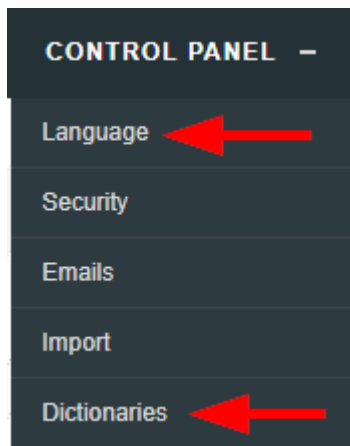 CONTROL PANEL –
Language
Security
Emails
Import
Dictionaries